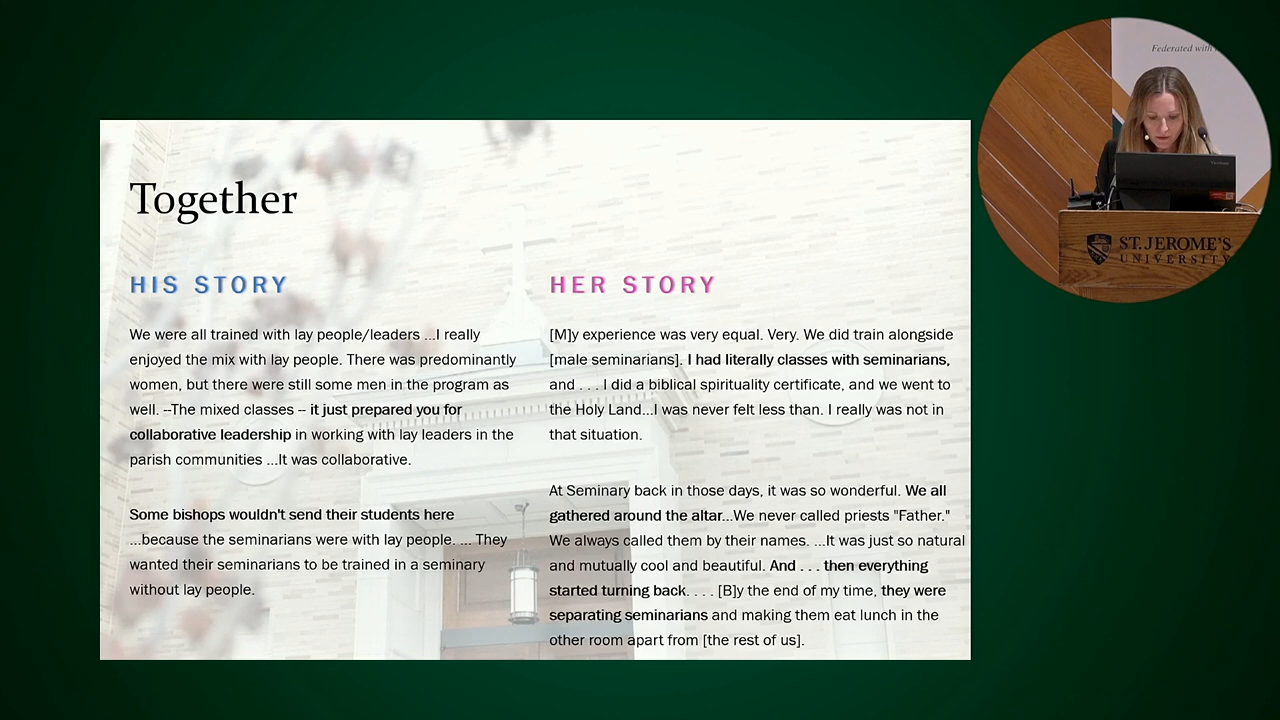 Together
HIS STORY
We were all trained with lay people/leaders ...I really
enjoyed the mix with lay people. There was predominantly
women, but there were still some men in the program as
well. --The mixed classes -- it just prepared you for
collaborative leadership in working with lay leaders in the
parish communities ...It was collaborative.
Some bishops wouldn't send their students here
...because the seminarians were with lay people. ... They
wanted their seminarians to be trained in a seminary
without lay people.
HER STORY
[M]y experience was very equal. Very. We did train alongside
[male seminarians]. I had literally classes with seminarians,
and . . . I did a biblical spirituality certificate, and we went to
the Holy Land...I was never felt less than. I really was not in
that situation.
At Seminary back in those days, it was so wonderful. We all
gathered around the altar...We never called priests "Father."
We always called them by their names. ...It was just so natural
and mutually cool and beautiful. And . . . then everything
started turning back. . . . [B]y the end of my time, they were
separating seminarians and making them eat lunch in the
other room apart from [the rest of us].
Federated with
ST. JEROME'S
UNIVERSITY